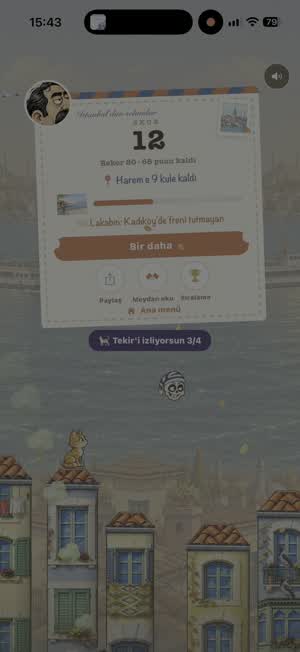 15:43
79
İstanbul'dan selamlar
SKOR
12
Rekor 80 · 68 puan kaldı
📍 Harem'e 9 kule kaldı
Lakabın: Kadıköy'de freni tutmayan
Bir daha
Paylaş
Meydan oku
Sıralama
Ana menü
Tekir'i izliyorsun 3/4